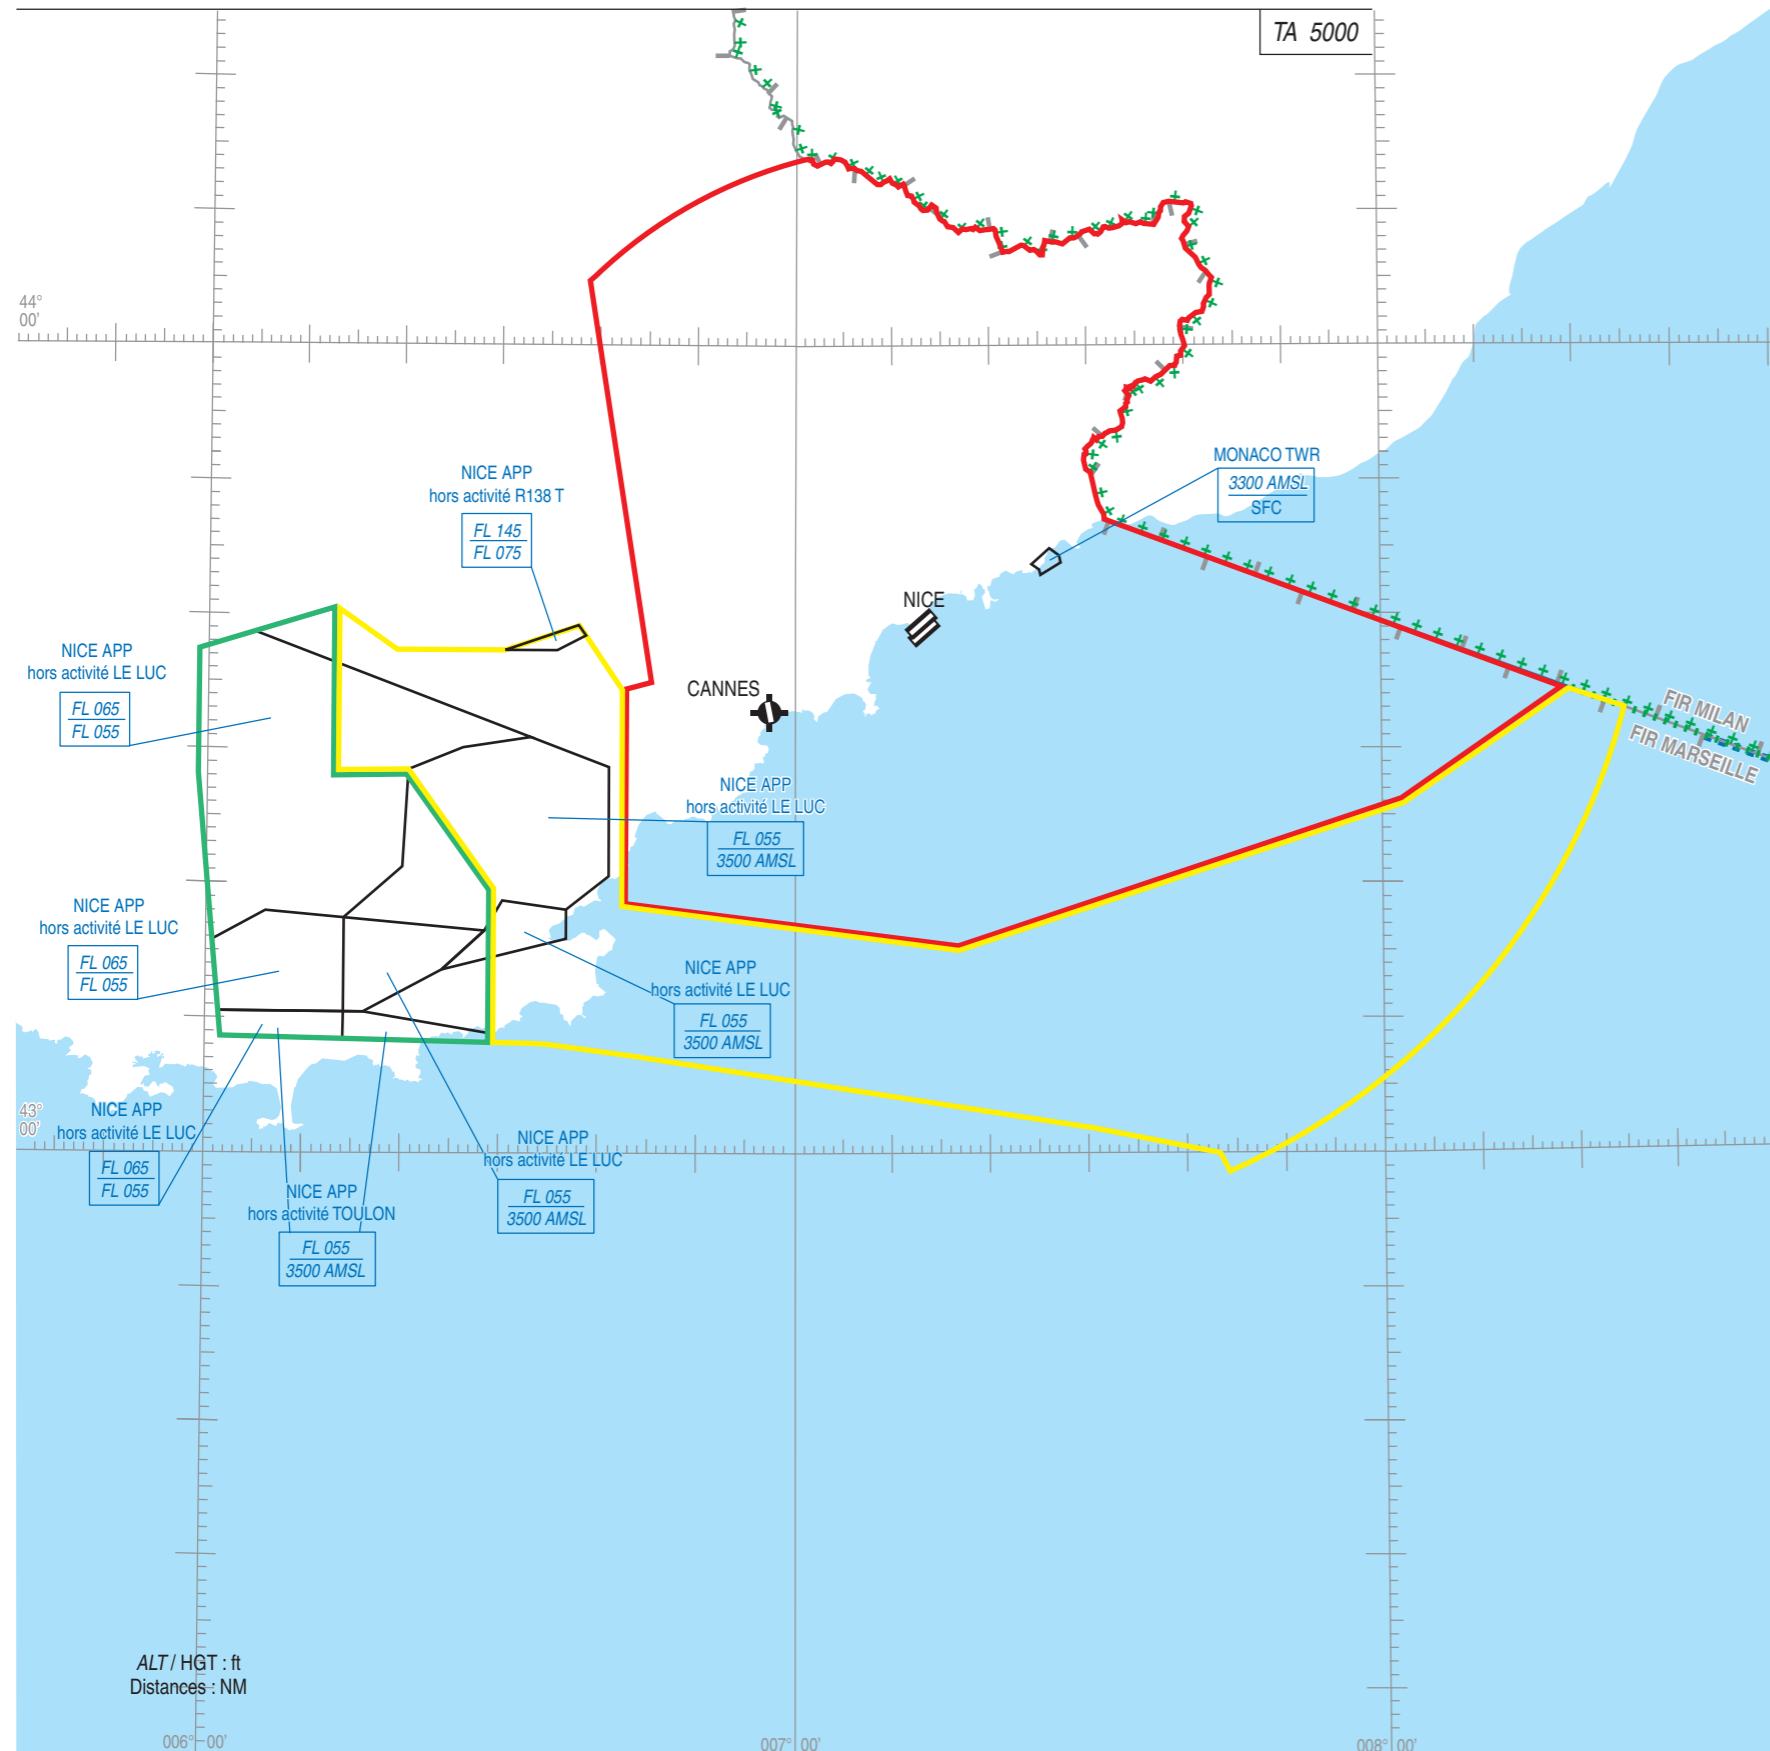 TA 5000
44°
00'
NICE APP
hors activité R138 T
FL 145
FL 075
MONACO TWR
3300 AMSL
SFC
NICE
NICE APP
hors activité LE LUC
FL 065
FL 055
CANNES
FIR MILAN
FIR MARSEILLE
NICE APP
hors activité LE LUC
FL 055
3500 AMSL
NICE APP
hors activité LE LUC
FL 065
FL 055
NICE APP
hors activité LE LUC
FL 055
3500 AMSL
43°
00'
NICE APP
hors activité LE LUC
FL 065
FL 055
NICE APP
hors activité LE LUC
FL 055
3500 AMSL
NICE APP
hors activité TOULON
FL 055
3500 AMSL
ALT / HGT : ft
Distances : NM
006° 00'
007° 00'
008° 00'